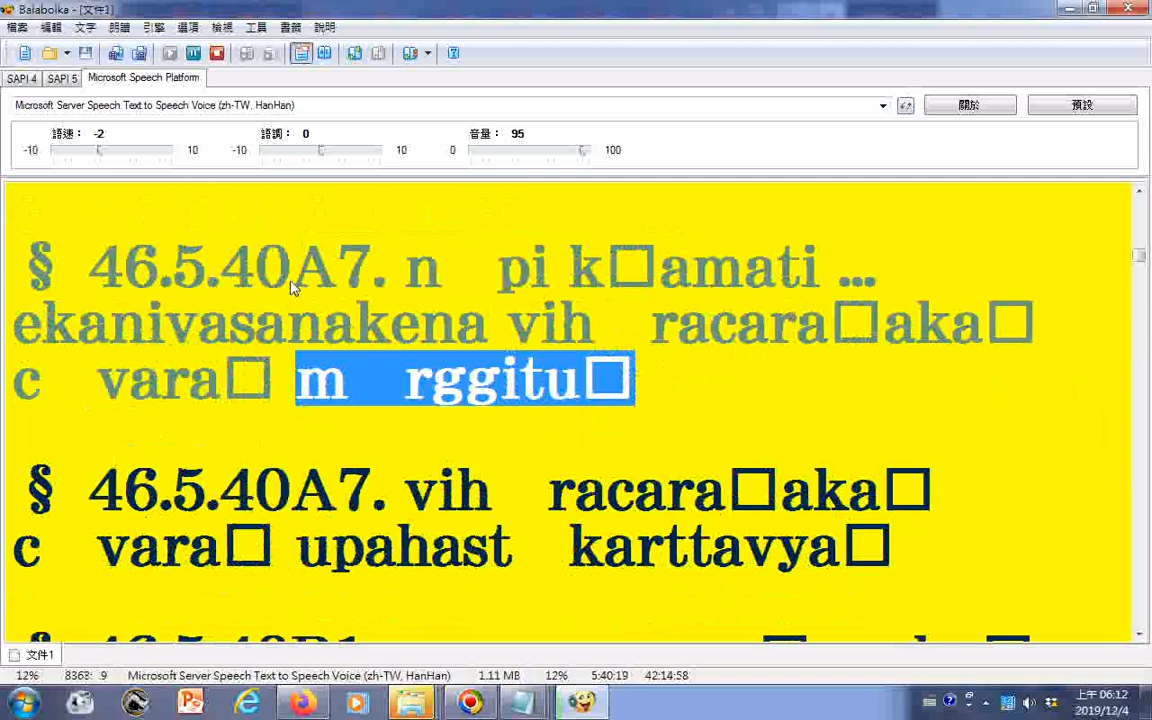 Balabolka - [文件1]
檔案 編輯 文字 朗讀 引擎 選項 檢視 工具 書籤 說明
SAPI 4 SAPI 5 Microsoft Speech Platform
Microsoft Server Speech Text to Speech Voice (zh-TW, HanHan) 關於 預設
語速： -2 語調： 0 音量： 95
-10 10 -10 10 0 100
§ 46.5.40A7. n pi k□amati ...
ekanivasanakena vih racara□aka□
c vara□ m rggitu□
§ 46.5.40A7. vih racara□aka□
c vara□ upahast karttavya□
文件1
12% Microsoft Server Speech Text to Speech Voice (zh-TW, HanHan) 1.11 MB 12% 5:40:19 42:14:58
上午 06:12
2019/12/4